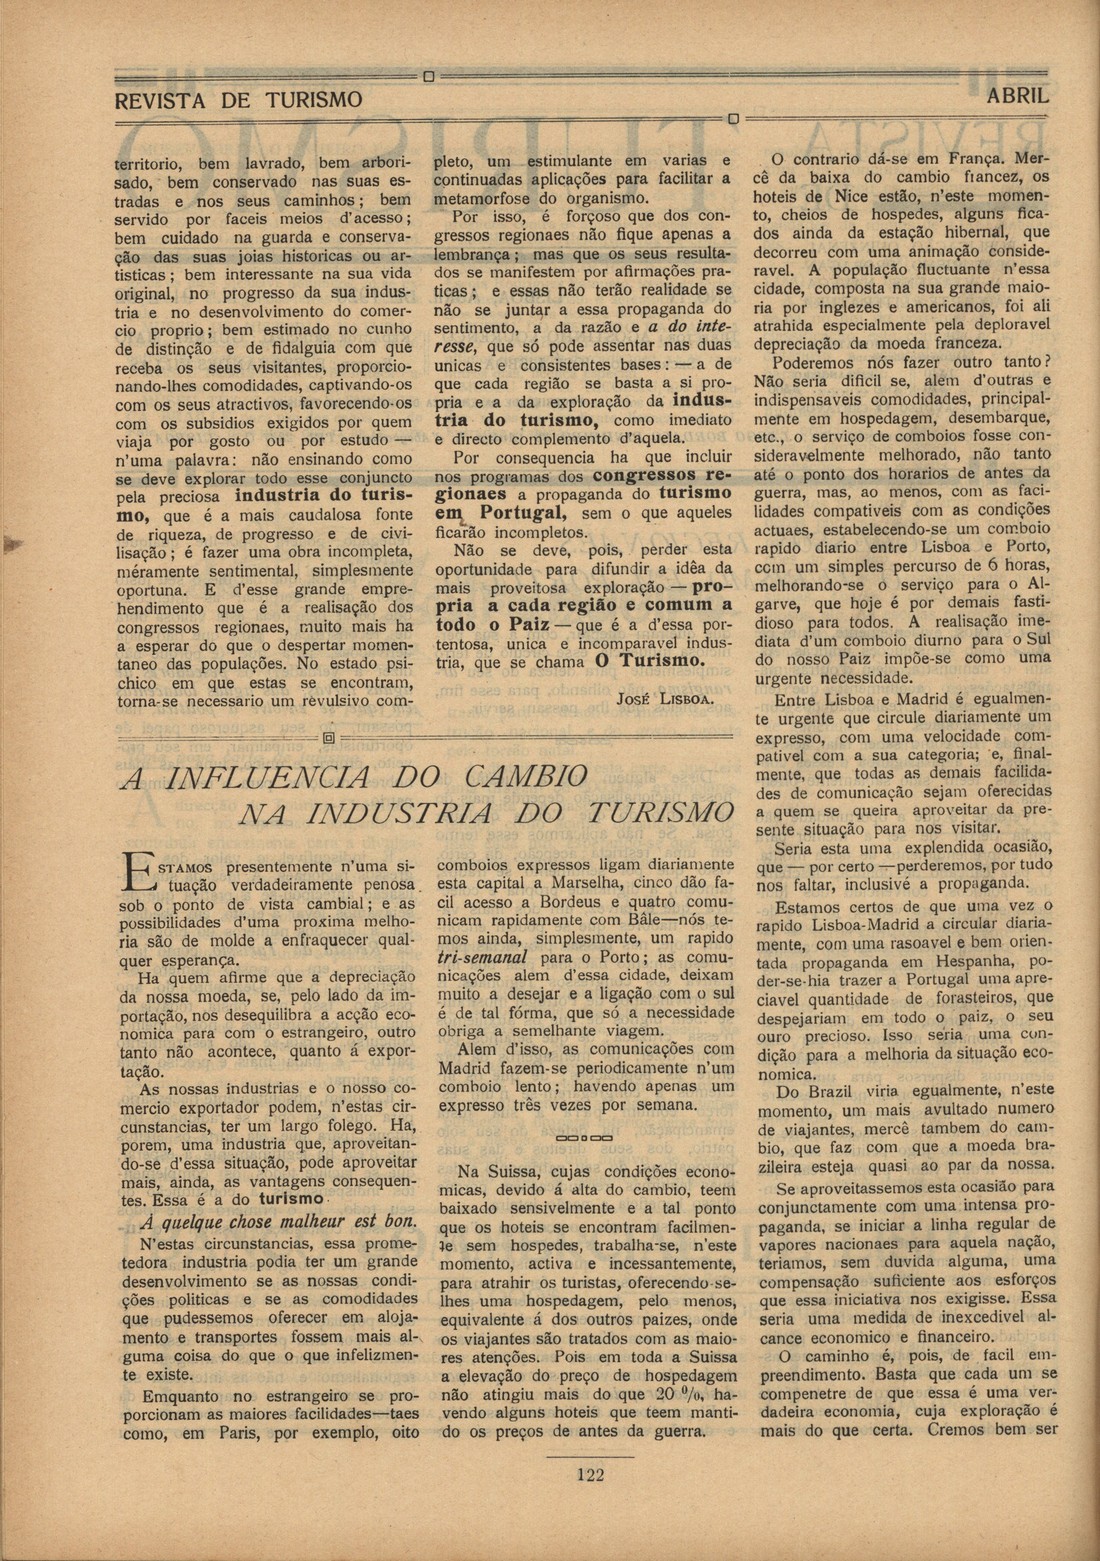 REVISTA DE TURISMO
ABRIL
territorio, bem lavrado, bem arbori-
sado, bem conservado nas suas es-
tradas e nos seus caminhos; bem
servido por faceis meios d'acesso;
bem cuidado na guarda e conserva-
ção das suas joias historicas ou ar-
tisticas; bem interessante na sua vida
original, no progresso da sua indus-
tria e no desenvolvimento do comer-
cio proprio; bem estimado no cunho
de distinção e de fidalguia com que
receba os seus visitantes, proporcio-
nando-lhes comodidades, captivando-os
com os seus atractivos, favorecendo-os
com os subsidios exigidos por quem
viaja por gosto ou por estudo —
n'uma palavra: não ensinando como
se deve explorar todo esse conjuncto
pela preciosa industria do turis-
mo, que é a mais caudalosa fonte
de riqueza, de progresso e de civi-
lisação; é fazer uma obra incompleta,
méramente sentimental, simplesmente
oportuna. E d'esse grande empre-
hendimento que é a realisação dos
congressos regionaes, muito mais ha
a esperar do que o despertar momen-
taneo das populações. No estado psi-
chico em que estas se encontram,
torna-se necessario um revulsivo com-
pleto, um estimulante em varias e
continuadas aplicações para facilitar a
metamorfose do organismo.
Por isso, é forçoso que dos con-
gressos regionaes não fique apenas a
lembrança; mas que os seus resulta-
dos se manifestem por afirmações pra-
ticas; e essas não terão realidade se
não se juntar a essa propaganda do
sentimento, a da razão e a do inte-
resse, que só pode assentar nas duas
unicas e consistentes bases: — a de
que cada região se basta a si pro-
pria e a da exploração da indus-
tria do turismo, como imediato
e directo complemento d'aquela.
Por consequencia ha que incluir
nos programas dos congressos re-
gionaes a propaganda do turismo
em Portugal, sem o que aqueles
ficarão incompletos.
Não se deve, pois, perder esta
oportunidade para difundir a idêa da
mais proveitosa exploração — pro-
pria a cada região e comum a
todo o Paiz — que é a d'essa por-
tentosa, unica e incomparavel indus-
tria, que se chama O Turismo.
JOSÉ LISBOA.
A INFLUENCIA DO CAMBIO
NA INDUSTRIA DO TURISMO
ESTAMOS presentemente n'uma si-
tuação verdadeiramente penosa
sob o ponto de vista cambial; e as
possibilidades d'uma proxima melho-
ria são de molde a enfraquecer qual-
quer esperança.
Ha quem afirme que a depreciação
da nossa moeda, se, pelo lado da im-
portação, nos desequilibra a acção eco-
nomica para com o estrangeiro, outro
tanto não acontece, quanto á expor-
tação.
As nossas industrias e o nosso co-
mercio exportador podem, n'estas cir-
cunstancias, ter um largo folego. Ha,
porem, uma industria que, aproveitan-
do-se d'essa situação, pode aproveitar
mais, ainda, as vantagens consequen-
tes. Essa é a do turismo.
Á quelque chose malheur est bon.
N'estas circunstancias, essa prome-
tedora industria podia ter um grande
desenvolvimento se as nossas condi-
ções politicas e se as comodidades
que pudessemos oferecer em aloja-
mento e transportes fossem mais al-
guma coisa do que o que infelizmen-
te existe.
Emquanto no estrangeiro se pro-
porcionam as maiores facilidades—taes
como, em Paris, por exemplo, oito
comboios expressos ligam diariamente
esta capital a Marselha, cinco dão fa-
cil acesso a Bordeus e quatro comu-
nicam rapidamente com Bâle—nós te-
mos ainda, simplesmente, um rapido
tri-semanal para o Porto; as comu-
nicações alem d'essa cidade, deixam
muito a desejar e a ligação com o sul
é de tal fórma, que só a necessidade
obriga a semelhante viagem.
Alem d'isso, as comunicações com
Madrid fazem-se periodicamente n'um
comboio lento; havendo apenas um
expresso três vezes por semana.
Na Suissa, cujas condições econo-
micas, devido á alta do cambio, teem
baixado sensivelmente e a tal ponto
que os hoteis se encontram facilmen-
te sem hospedes, trabalha-se, n'este
momento, activa e incessantemente,
para atrahir os turistas, oferecendo-se-
lhes uma hospedagem, pelo menos,
equivalente á dos outros paizes, onde
os viajantes são tratados com as maio-
res atenções. Pois em toda a Suissa
a elevação do preço de hospedagem
não atingiu mais do que 20 %, ha-
vendo alguns hoteis que teem manti-
do os preços de antes da guerra.
O contrario dá-se em França. Mer-
cê da baixa do cambio francez, os
hoteis de Nice estão, n'este momen-
to, cheios de hospedes, alguns fica-
dos ainda da estação hibernal, que
decorreu com uma animação conside-
ravel. A população fluctuante n'essa
cidade, composta na sua grande maio-
ria por inglezes e americanos, foi ali
atrahida especialmente pela deploravel
depreciação da moeda franceza.
Poderemos nós fazer outro tanto?
Não seria dificil se, alem d'outras e
indispensaveis comodidades, principal-
mente em hospedagem, desembarque,
etc., o serviço de comboios fosse con-
sideravelmente melhorado, não tanto
até o ponto dos horarios de antes da
guerra, mas, ao menos, com as faci-
lidades compativeis com as condições
actuaes, estabelecendo-se um comboio
rapido diario entre Lisboa e Porto,
com um simples percurso de 6 horas,
melhorando-se o serviço para o Al-
garve, que hoje é por demais fasti-
dioso para todos. A realisação ime-
diata d'um comboio diurno para o Sul
do nosso Paiz impõe-se como uma
urgente necessidade.
Entre Lisboa e Madrid é egualmen-
te urgente que circule diariamente um
expresso, com uma velocidade com-
pativel com a sua categoria; e, final-
mente, que todas as demais facilida-
des de comunicação sejam oferecidas
a quem se queira aproveitar da pre-
sente situação para nos visitar.
Seria esta uma explendida ocasião,
que — por certo —perderemos, por tudo
nos faltar, inclusivé a propaganda.
Estamos certos de que uma vez o
rapido Lisboa-Madrid a circular diaria-
mente, com uma rasoavel e bem orien-
tada propaganda em Hespanha, po-
der-se-hia trazer a Portugal uma apre-
ciavel quantidade de forasteiros, que
despejariam em todo o paiz, o seu
ouro precioso. Isso seria uma con-
dição para a melhoria da situação eco-
nomica.
Do Brazil viria egualmente, n'este
momento, um mais avultado numero
de viajantes, mercê tambem do cam-
bio, que faz com que a moeda bra-
zileira esteja quasi ao par da nossa.
Se aproveitassemos esta ocasião para
conjunctamente com uma intensa pro-
paganda, se iniciar a linha regular de
vapores nacionaes para aquela nação,
teriamos, sem duvida alguma, uma
compensação suficiente aos esforços
que essa iniciativa nos exigisse. Essa
seria uma medida de inexcedivel al-
cance economico e financeiro.
O caminho é, pois, de facil em-
preendimento. Basta que cada um se
compenetre de que essa é uma ver-
dadeira economia, cuja exploração é
mais do que certa. Cremos bem ser
122